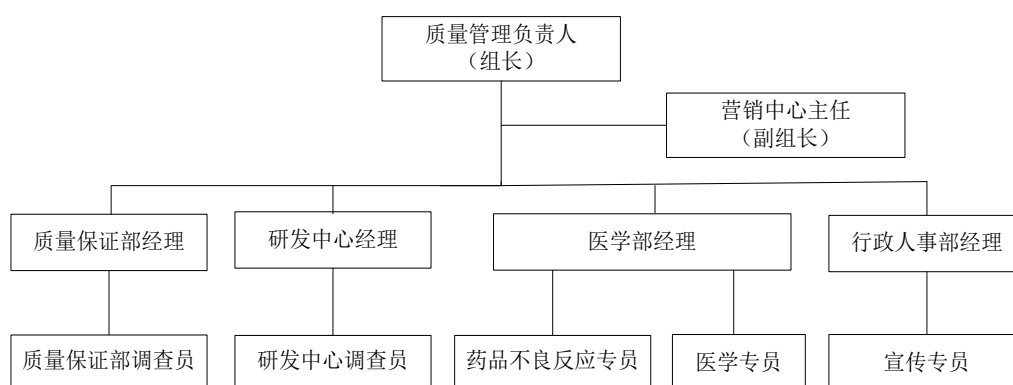 质量管理负责人
（组长）
营销中心主任
（副组长）
质量保证部经理
研发中心经理
医学部经理
行政人事部经理
质量保证部调查员
研发中心调查员
药品不良反应专员
医学专员
宣传专员